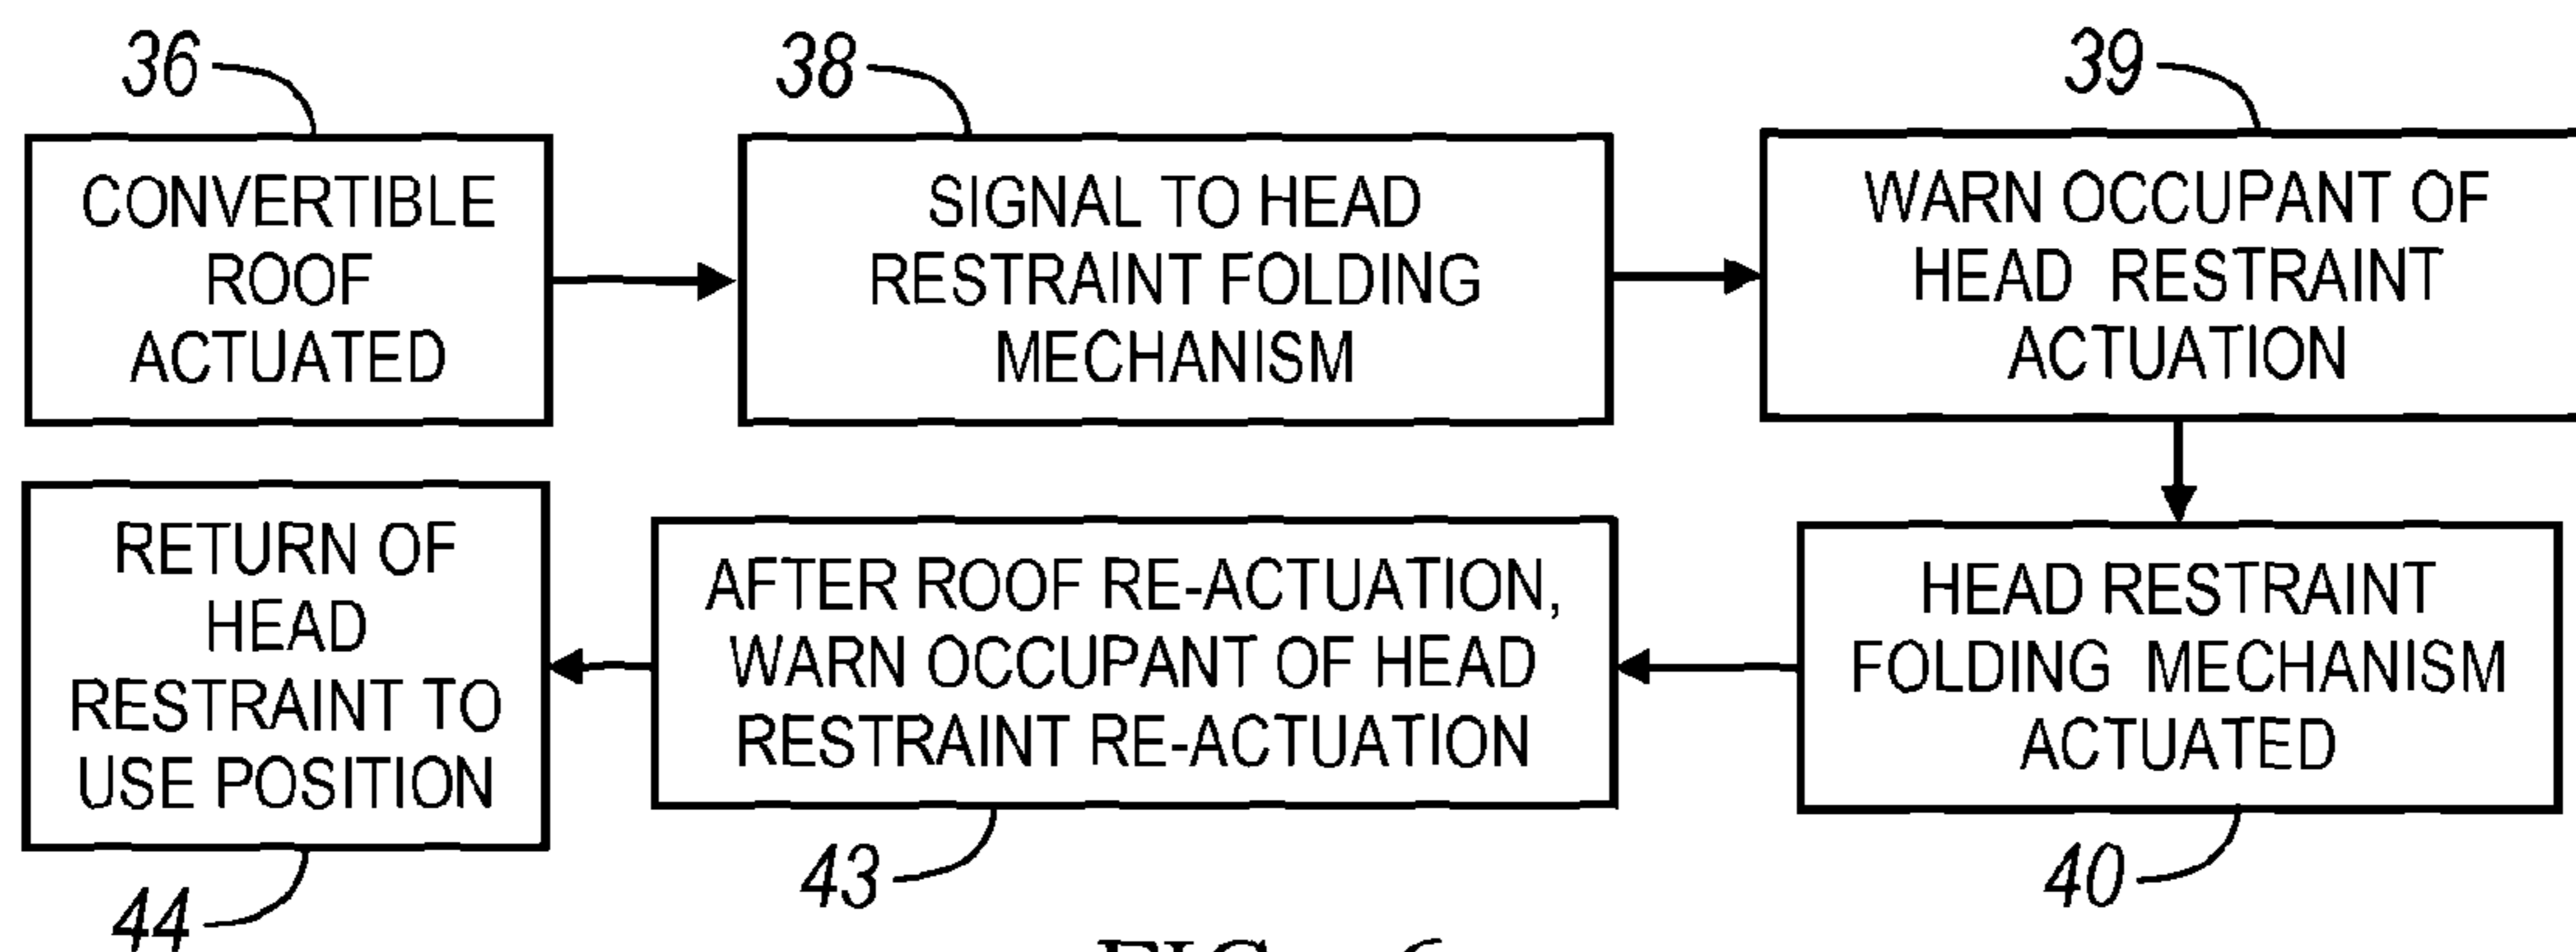 36
CONVERTIBLE
ROOF
ACTUATED
38
SIGNAL TO HEAD
RESTRAINT FOLDING
MECHANISM
39
WARN OCCUPANT OF
HEAD RESTRAINT
ACTUATION
HEAD RESTRAINT
FOLDING MECHANISM
ACTUATED
40
AFTER ROOF RE-ACTUATION,
WARN OCCUPANT OF HEAD
RESTRAINT RE-ACTUATION
43
RETURN OF
HEAD
RESTRAINT TO
USE POSITION
44